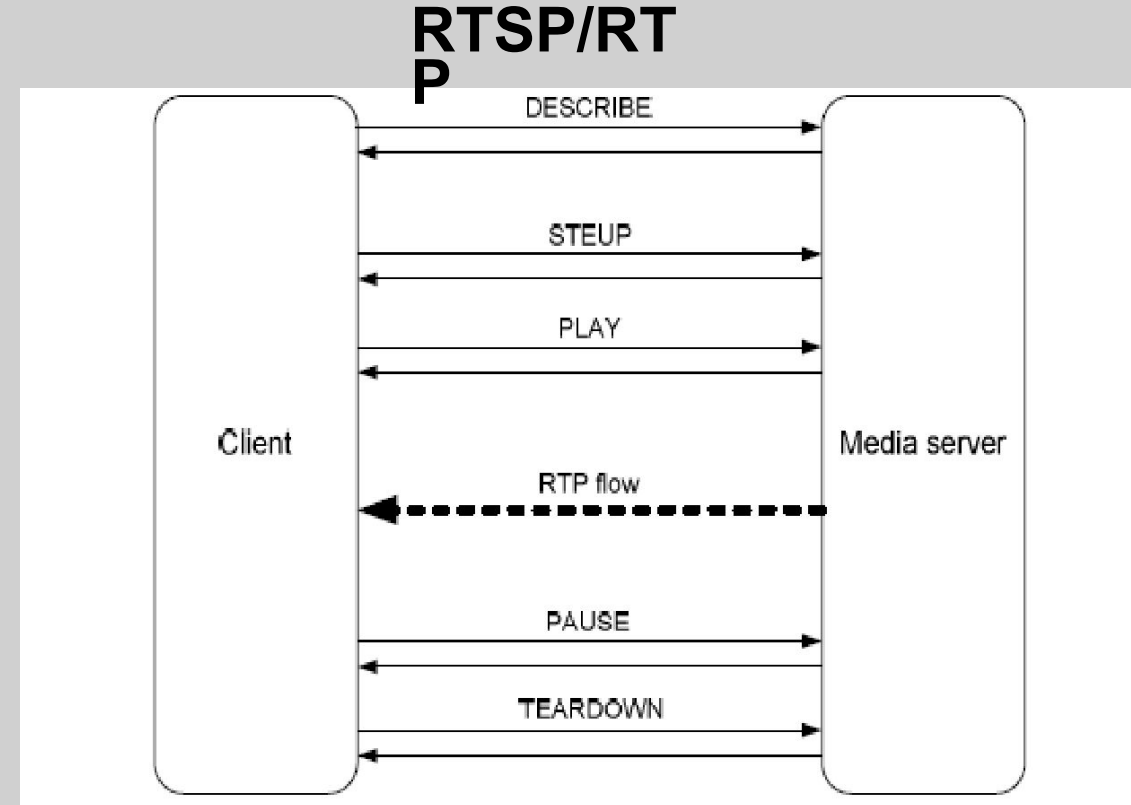 RTSP/RT
P
DESCRIBE
STEUP
PLAY
Client
Media server
RTP flow
PAUSE
TEARDOWN